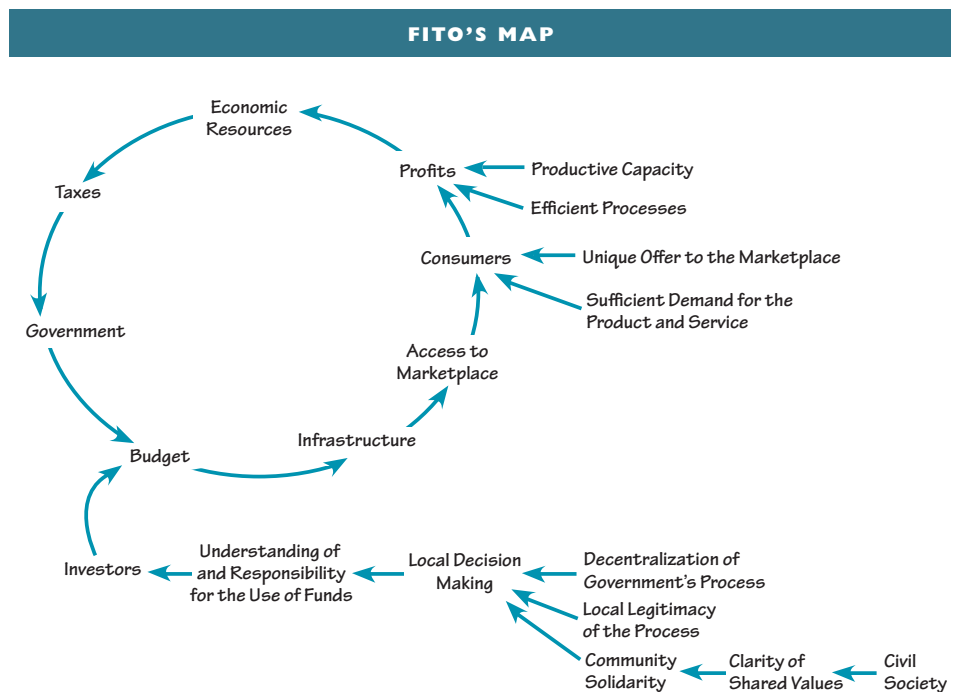 FITO'S MAP
Economic
Resources
Profits
Productive Capacity
Taxes
Efficient Processes
Consumers
Unique Offer to the Marketplace
Sufficient Demand for the
Product and Service
Government
Access to
Marketplace
Infrastructure
Budget
Investors
Understanding of
and Responsibility
for the Use of Funds
Local Decision
Making
Decentralization of
Government's Process
Local Legitimacy
of the Process
Community
Solidarity
Clarity of
Shared Values
Civil
Society